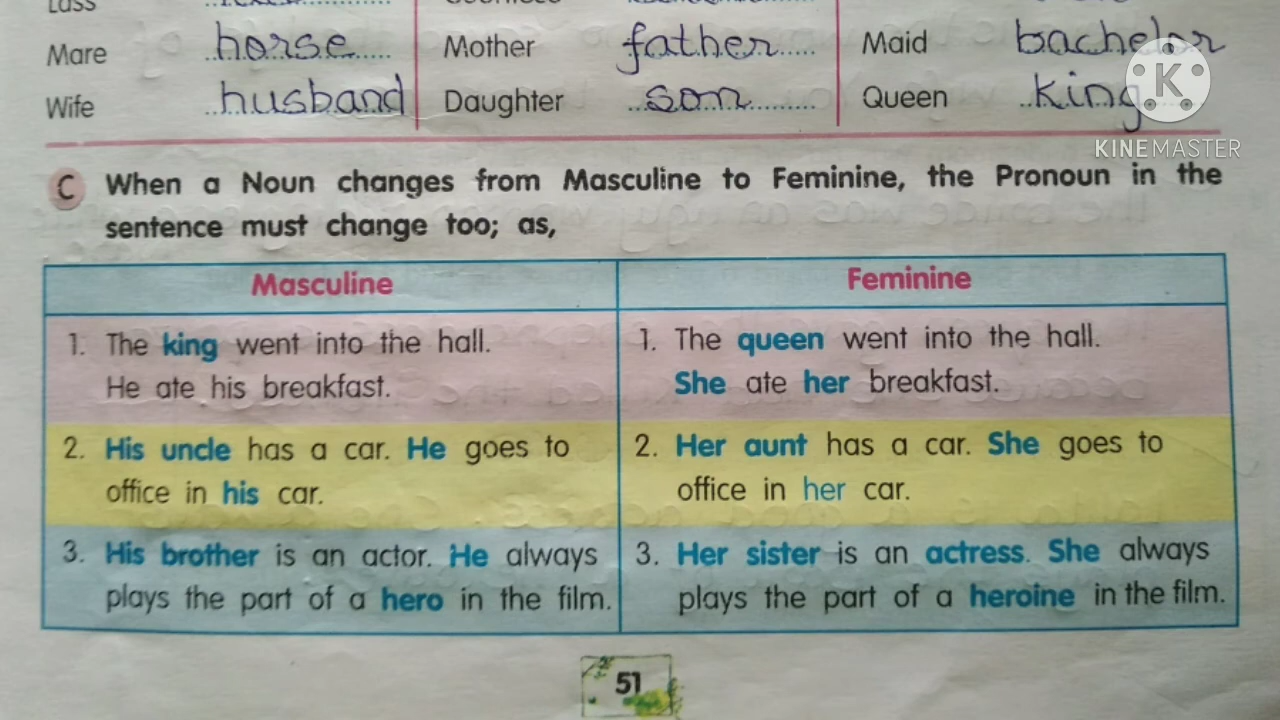 Lass
Mare horse Mother father Maid bachelor
Wife husband Daughter son Queen king
K
KINEMASTER
C When a Noun changes from Masculine to Feminine, the Pronoun in the
sentence must change too; as,
Masculine Feminine
1. The king went into the hall.
He ate his breakfast.
1. The queen went into the hall.
She ate her breakfast.
2. His uncle has a car. He goes to
office in his car.
2. Her aunt has a car. She goes to
office in her car.
3. His brother is an actor. He always
plays the part of a hero in the film.
3. Her sister is an actress. She always
plays the part of a heroine in the film.
51